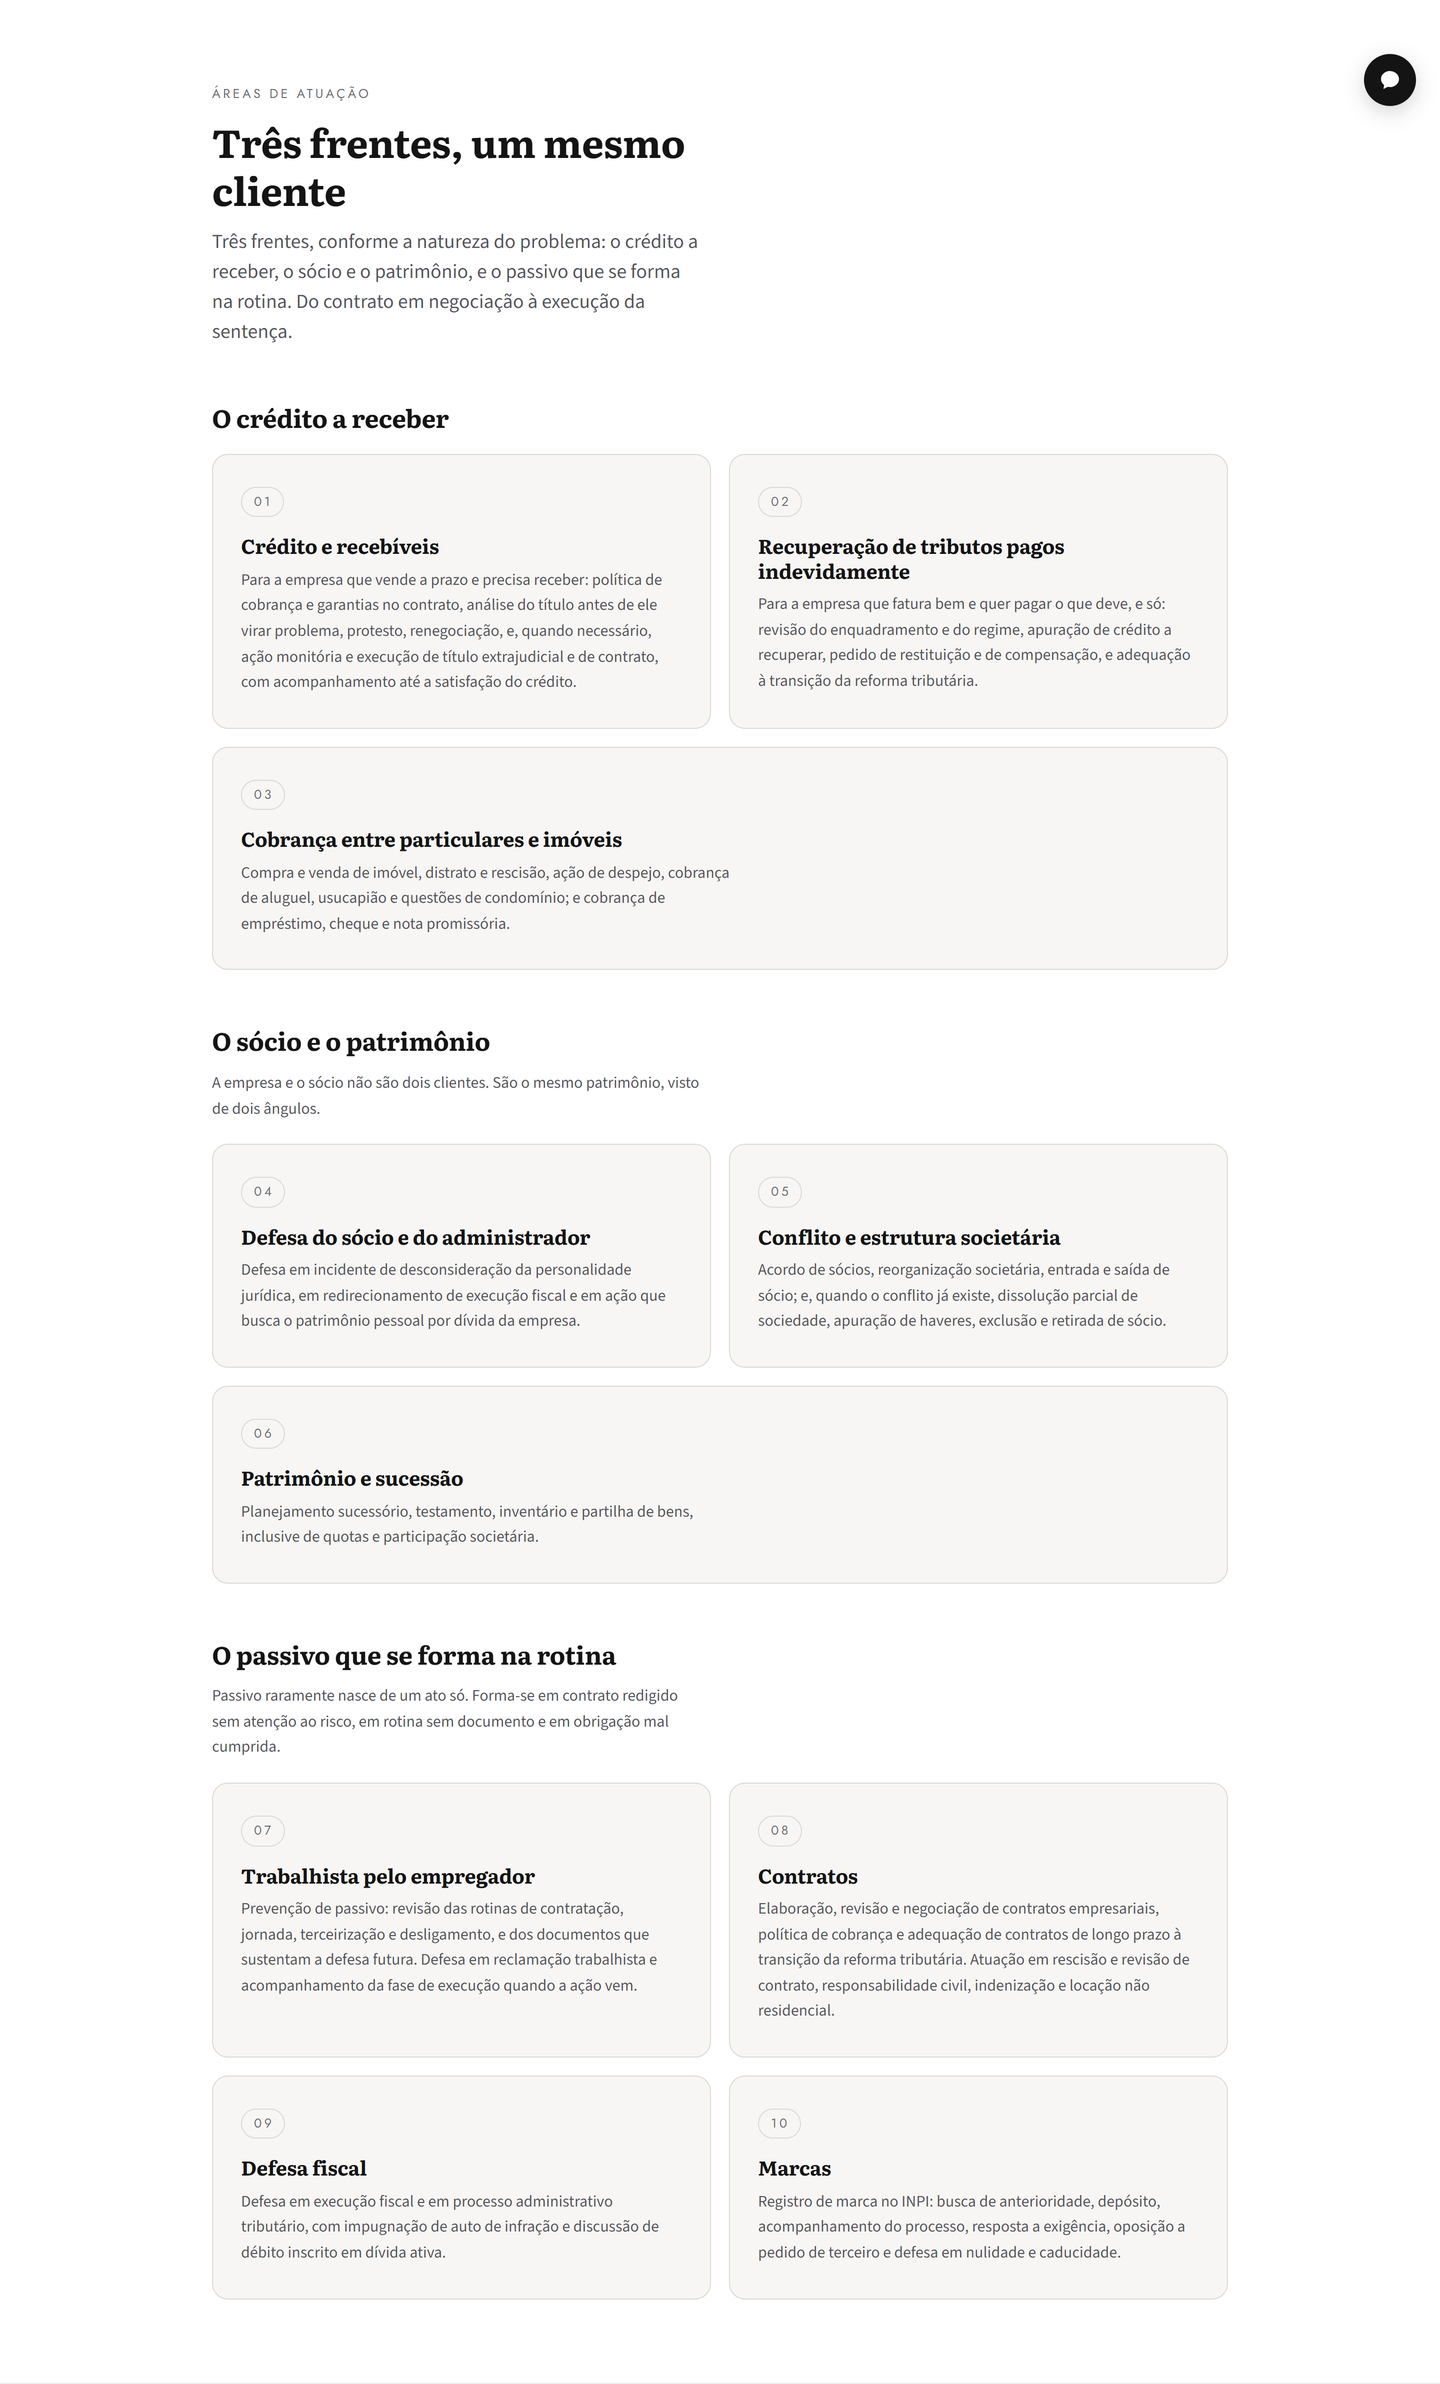 ÁREAS DE ATUAÇÃO
Três frentes, um mesmo
cliente
Três frentes, conforme a natureza do problema: o crédito a
receber, o sócio e o patrimônio, e o passivo que se forma
na rotina. Do contrato em negociação à execução da
sentença.
O crédito a receber
01
Crédito e recebíveis
Para a empresa que vende a prazo e precisa receber: política de
cobrança e garantias no contrato, análise do título antes de ele
virar problema, protesto, renegociação, e, quando necessário,
ação monitória e execução de título extrajudicial e de contrato,
com acompanhamento até a satisfação do crédito.
02
Recuperação de tributos pagos
indevidamente
Para a empresa que fatura bem e quer pagar o que deve, e só:
revisão do enquadramento e do regime, apuração de crédito a
recuperar, pedido de restituição e de compensação, e adequação
à transição da reforma tributária.
03
Cobrança entre particulares e imóveis
Compra e venda de imóvel, distrato e rescisão, ação de despejo, cobrança
de aluguel, usucapião e questões de condomínio; e cobrança de
empréstimo, cheque e nota promissória.
O sócio e o patrimônio
A empresa e o sócio não são dois clientes. São o mesmo patrimônio, visto
de dois ângulos.
04
Defesa do sócio e do administrador
Defesa em incidente de desconsideração da personalidade
jurídica, em redirecionamento de execução fiscal e em ação que
busca o patrimônio pessoal por dívida da empresa.
05
Conflito e estrutura societária
Acordo de sócios, reorganização societária, entrada e saída de
sócio; e, quando o conflito já existe, dissolução parcial de
sociedade, apuração de haveres, exclusão e retirada de sócio.
06
Patrimônio e sucessão
Planejamento sucessório, testamento, inventário e partilha de bens,
inclusive de quotas e participação societária.
O passivo que se forma na rotina
Passivo raramente nasce de um ato só. Forma-se em contrato redigido
sem atenção ao risco, em rotina sem documento e em obrigação mal
cumprida.
07
Trabalhista pelo empregador
Prevenção de passivo: revisão das rotinas de contratação,
jornada, terceirização e desligamento, e dos documentos que
sustentam a defesa futura. Defesa em reclamação trabalhista e
acompanhamento da fase de execução quando a ação vem.
08
Contratos
Elaboração, revisão e negociação de contratos empresariais,
política de cobrança e adequação de contratos de longo prazo à
transição da reforma tributária. Atuação em rescisão e revisão de
contrato, responsabilidade civil, indenização e locação não
residencial.
09
Defesa fiscal
Defesa em execução fiscal e em processo administrativo
tributário, com impugnação de auto de infração e discussão de
débito inscrito em dívida ativa.
10
Marcas
Registro de marca no INPI: busca de anterioridade, depósito,
acompanhamento do processo, resposta a exigência, oposição a
pedido de terceiro e defesa em nulidade e caducidade.